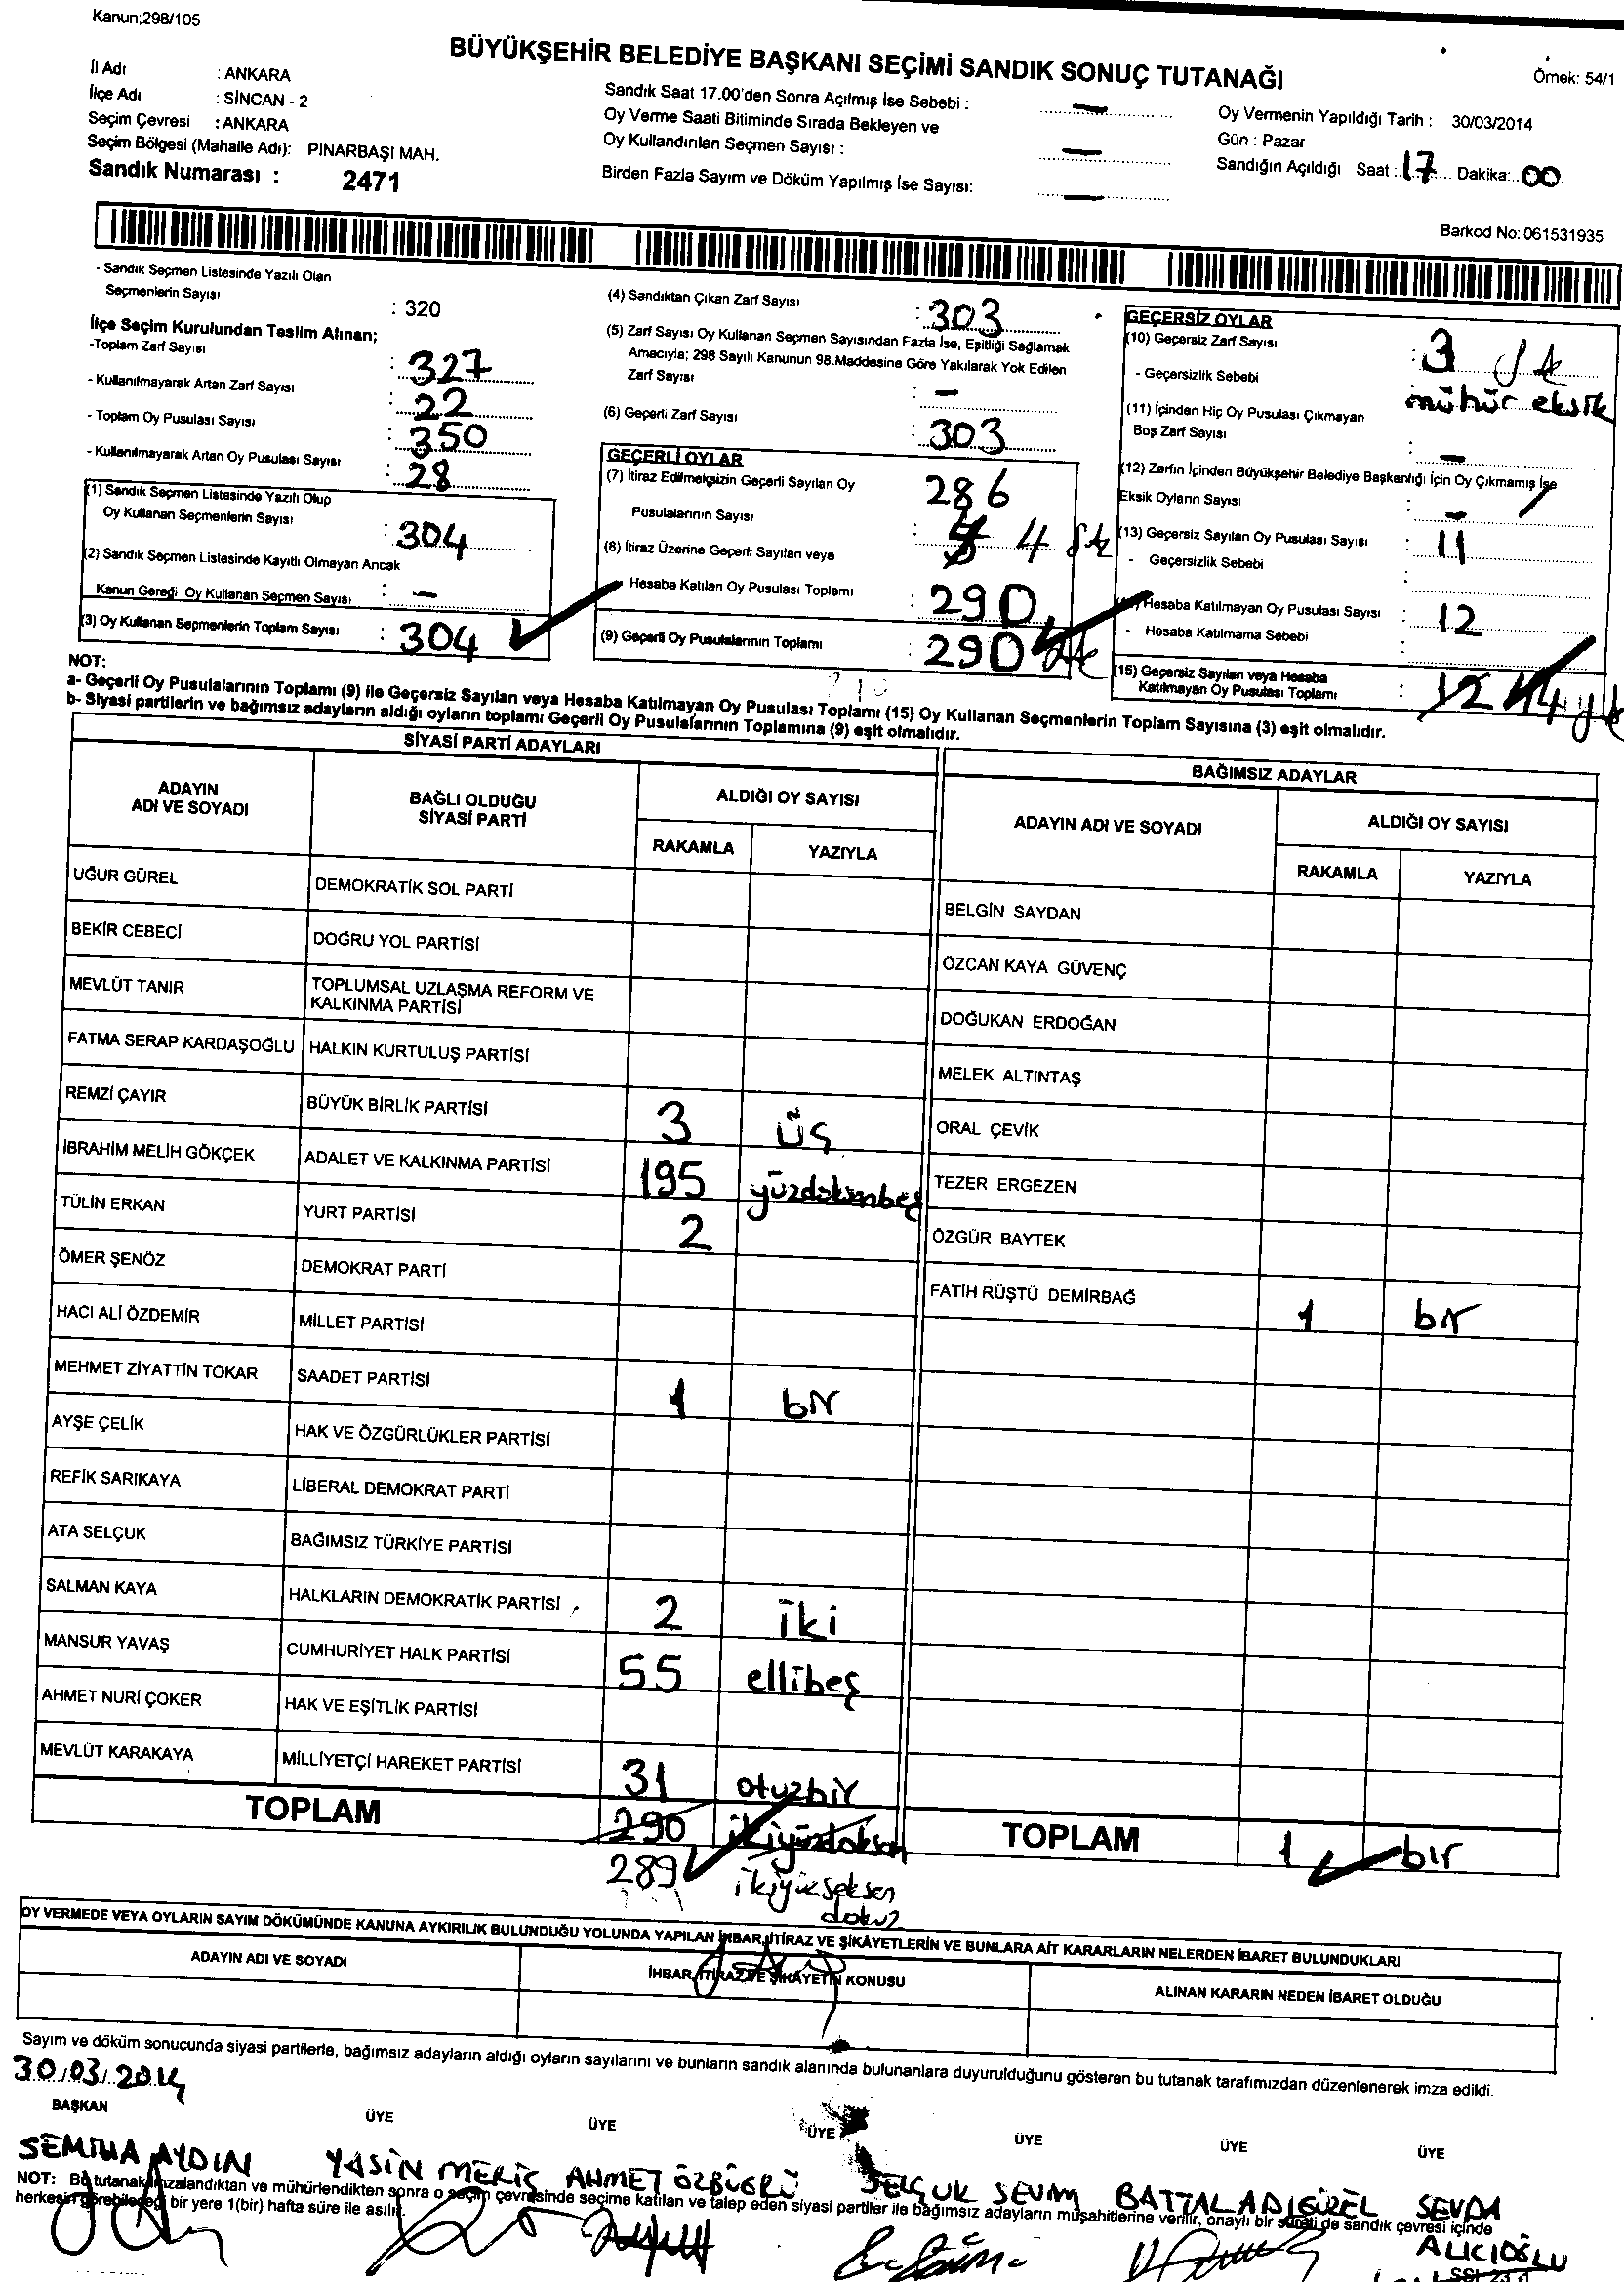 Kanun;298/105
BÜYÜKŞEHİR BELEDİYE BAŞKANI SEÇİMİ SANDIK SONUÇ TUTANAĞI
Örnek: 54/1
İl Adı : ANKARA
İlçe Adı : SİNCAN - 2
Seçim Çevresi : ANKARA
Seçim Bölgesi (Mahalle Adı): PINARBAŞI MAH.
Sandık Numarası : 2471
Sandık Saat 17.00'den Sonra Açılmış İse Sebebi : —
Oy Verme Saati Bitiminde Sırada Bekleyen ve
Oy Kullandırılan Seçmen Sayısı : —
Birden Fazla Sayım ve Döküm Yapılmış İse Sayısı: —
Oy Vermenin Yapıldığı Tarih : 30/03/2014
Gün : Pazar
Sandığın Açıldığı Saat : 17 Dakika: 00
Barkod No: 061531935
- Sandık Seçmen Listesinde Yazılı Olan
Seçmenlerin Sayısı : 320
İlçe Seçim Kurulundan Teslim Alınan;
-Toplam Zarf Sayısı : 327
- Kullanılmayarak Artan Zarf Sayısı : 22
- Toplam Oy Pusulası Sayısı : 350
- Kullanılmayarak Artan Oy Pusulası Sayısı : 28
(1) Sandık Seçmen Listesinde Yazılı Olup
Oy Kullanan Seçmenlerin Sayısı : 304
(2) Sandık Seçmen Listesinde Kayıtlı Olmayan Ancak
Kanun Gereği Oy Kullanan Seçmen Sayısı : —
(3) Oy Kullanan Seçmenlerin Toplam Sayısı : 304
(4) Sandıktan Çıkan Zarf Sayısı : 303
(5) Zarf Sayısı Oy Kullanan Seçmen Sayısından Fazla İse, Eşitliği Sağlamak
Amacıyla; 298 Sayılı Kanunun 98.Maddesine Göre Yakılarak Yok Edilen
Zarf Sayısı : —
(6) Geçerli Zarf Sayısı : 303
GEÇERLİ OYLAR
(7) İtiraz Edilmeksizin Geçerli Sayılan Oy 286
Pusulalarının Sayısı :
(8) İtiraz Üzerine Geçerli Sayılan veya 4
Hesaba Katılan Oy Pusulası Toplamı : 290
(9) Geçerli Oy Pusulalarının Toplamı : 290
GEÇERSİZ OYLAR
(10) Geçersiz Zarf Sayısı : 3
- Geçersizlik Sebebi mühür eksik
(11) İçinden Hiç Oy Pusulası Çıkmayan
Boş Zarf Sayısı : —
(12) Zarfın İçinden Büyükşehir Belediye Başkanlığı İçin Oy Çıkmamış İse
Eksik Oyların Sayısı : —
(13) Geçersiz Sayılan Oy Pusulası Sayısı : 11
- Geçersizlik Sebebi :
Hesaba Katılmayan Oy Pusulası Sayısı : 12
- Hesaba Katılmama Sebebi :
(15) Geçersiz Sayılan veya Hesaba
Katılmayan Oy Pusulası Toplamı : 12 14
NOT:
a- Geçerli Oy Pusulalarının Toplamı (9) ile Geçersiz Sayılan veya Hesaba Katılmayan Oy Pusulası Toplamı (15) Oy Kullanan Seçmenlerin Toplam Sayısına (3) eşit olmalıdır.
b- Siyasi partilerin ve bağımsız adayların aldığı oyların toplamı Geçerli Oy Pusulalarının Toplamına (9) eşit olmalıdır.
SİYASİ PARTİ ADAYLARI
ADAYIN ADI VE SOYADI BAĞLI OLDUĞU SİYASİ PARTİ ALDIĞI OY SAYISI
RAKAMLA YAZIYLA
UĞUR GÜREL DEMOKRATİK SOL PARTİ
BEKİR CEBECİ DOĞRU YOL PARTİSİ
MEVLÜT TANIR TOPLUMSAL UZLAŞMA REFORM VE KALKINMA PARTİSİ
FATMA SERAP KARDAŞOĞLU HALKIN KURTULUŞ PARTİSİ
REMZİ ÇAYIR BÜYÜK BİRLİK PARTİSİ 3 üç
İBRAHİM MELİH GÖKÇEK ADALET VE KALKINMA PARTİSİ 195 yüzdoksanbeş
TÜLİN ERKAN YURT PARTİSİ 2
ÖMER ŞENÖZ DEMOKRAT PARTİ
HACI ALİ ÖZDEMİR MİLLET PARTİSİ
MEHMET ZİYATTİN TOKAR SAADET PARTİSİ 1 bir
AYŞE ÇELİK HAK VE ÖZGÜRLÜKLER PARTİSİ
REFİK SARIKAYA LİBERAL DEMOKRAT PARTİ
ATA SELÇUK BAĞIMSIZ TÜRKİYE PARTİSİ
SALMAN KAYA HALKLARIN DEMOKRATİK PARTİSİ 2 iki
MANSUR YAVAŞ CUMHURİYET HALK PARTİSİ 55 ellibeş
AHMET NURİ ÇOKER HAK VE EŞİTLİK PARTİSİ
MEVLÜT KARAKAYA MİLLİYETÇİ HAREKET PARTİSİ 31 otuzbir
TOPLAM 290 ikiyüzdoksan
289 ikiyükseksen
dokuz
BAĞIMSIZ ADAYLAR
ADAYIN ADI VE SOYADI ALDIĞI OY SAYISI
RAKAMLA YAZIYLA
BELGİN SAYDAN
ÖZCAN KAYA GÜVENÇ
DOĞUKAN ERDOĞAN
MELEK ALTINTAŞ
ORAL ÇEVİK
TEZER ERGEZEN
ÖZGÜR BAYTEK
FATİH RÜŞTÜ DEMİRBAĞ 1 bir
TOPLAM 1 bir
OY VERMEDE VEYA OYLARIN SAYIM DÖKÜMÜNDE KANUNA AYKIRILIK BULUNDUĞU YOLUNDA YAPILAN İHBAR, İTİRAZ VE ŞİKÂYETLERİN VE BUNLARA AİT KARARLARIN NELERDEN İBARET BULUNDUKLARI
ADAYIN ADI VE SOYADI İHBAR, İTİRAZ VE ŞİKAYETİN KONUSU ALINAN KARARIN NEDEN İBARET OLDUĞU
Sayım ve döküm sonucunda siyasi partilerle, bağımsız adayların aldığı oyların sayılarını ve bunların sandık alanında bulunanlara duyurulduğunu gösteren bu tutanak tarafımızdan düzenlenerek imza edildi.
30/03/2014
BAŞKAN ÜYE ÜYE ÜYE ÜYE ÜYE ÜYE
SEMİHA AYDIN YASİN MERİÇ AHMET SELÇUK SEVİM BATTAL ADIGÜZEL SEVDA
ALICIOĞLU
NOT: Bu tutanak imzalandıktan ve mühürlendikten sonra o seçim çevresinde seçime katılan ve talep eden siyasi partiler ile bağımsız adayların müşahitlerine verilir, onaylı bir sureti de sandık çevresi içinde
herkesin görebileceği bir yere 1(bir) hafta süre ile asılır.